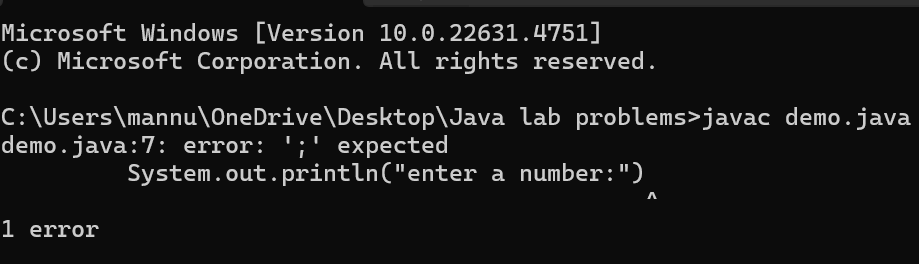 Microsoft Windows [Version 10.0.22631.4751]
(c) Microsoft Corporation. All rights reserved.
C:\Users\mannu\OneDrive\Desktop\Java lab problems>javac demo.java
demo.java:7: error: ';' expected
        System.out.println("enter a number:")
                                             ^
1 error